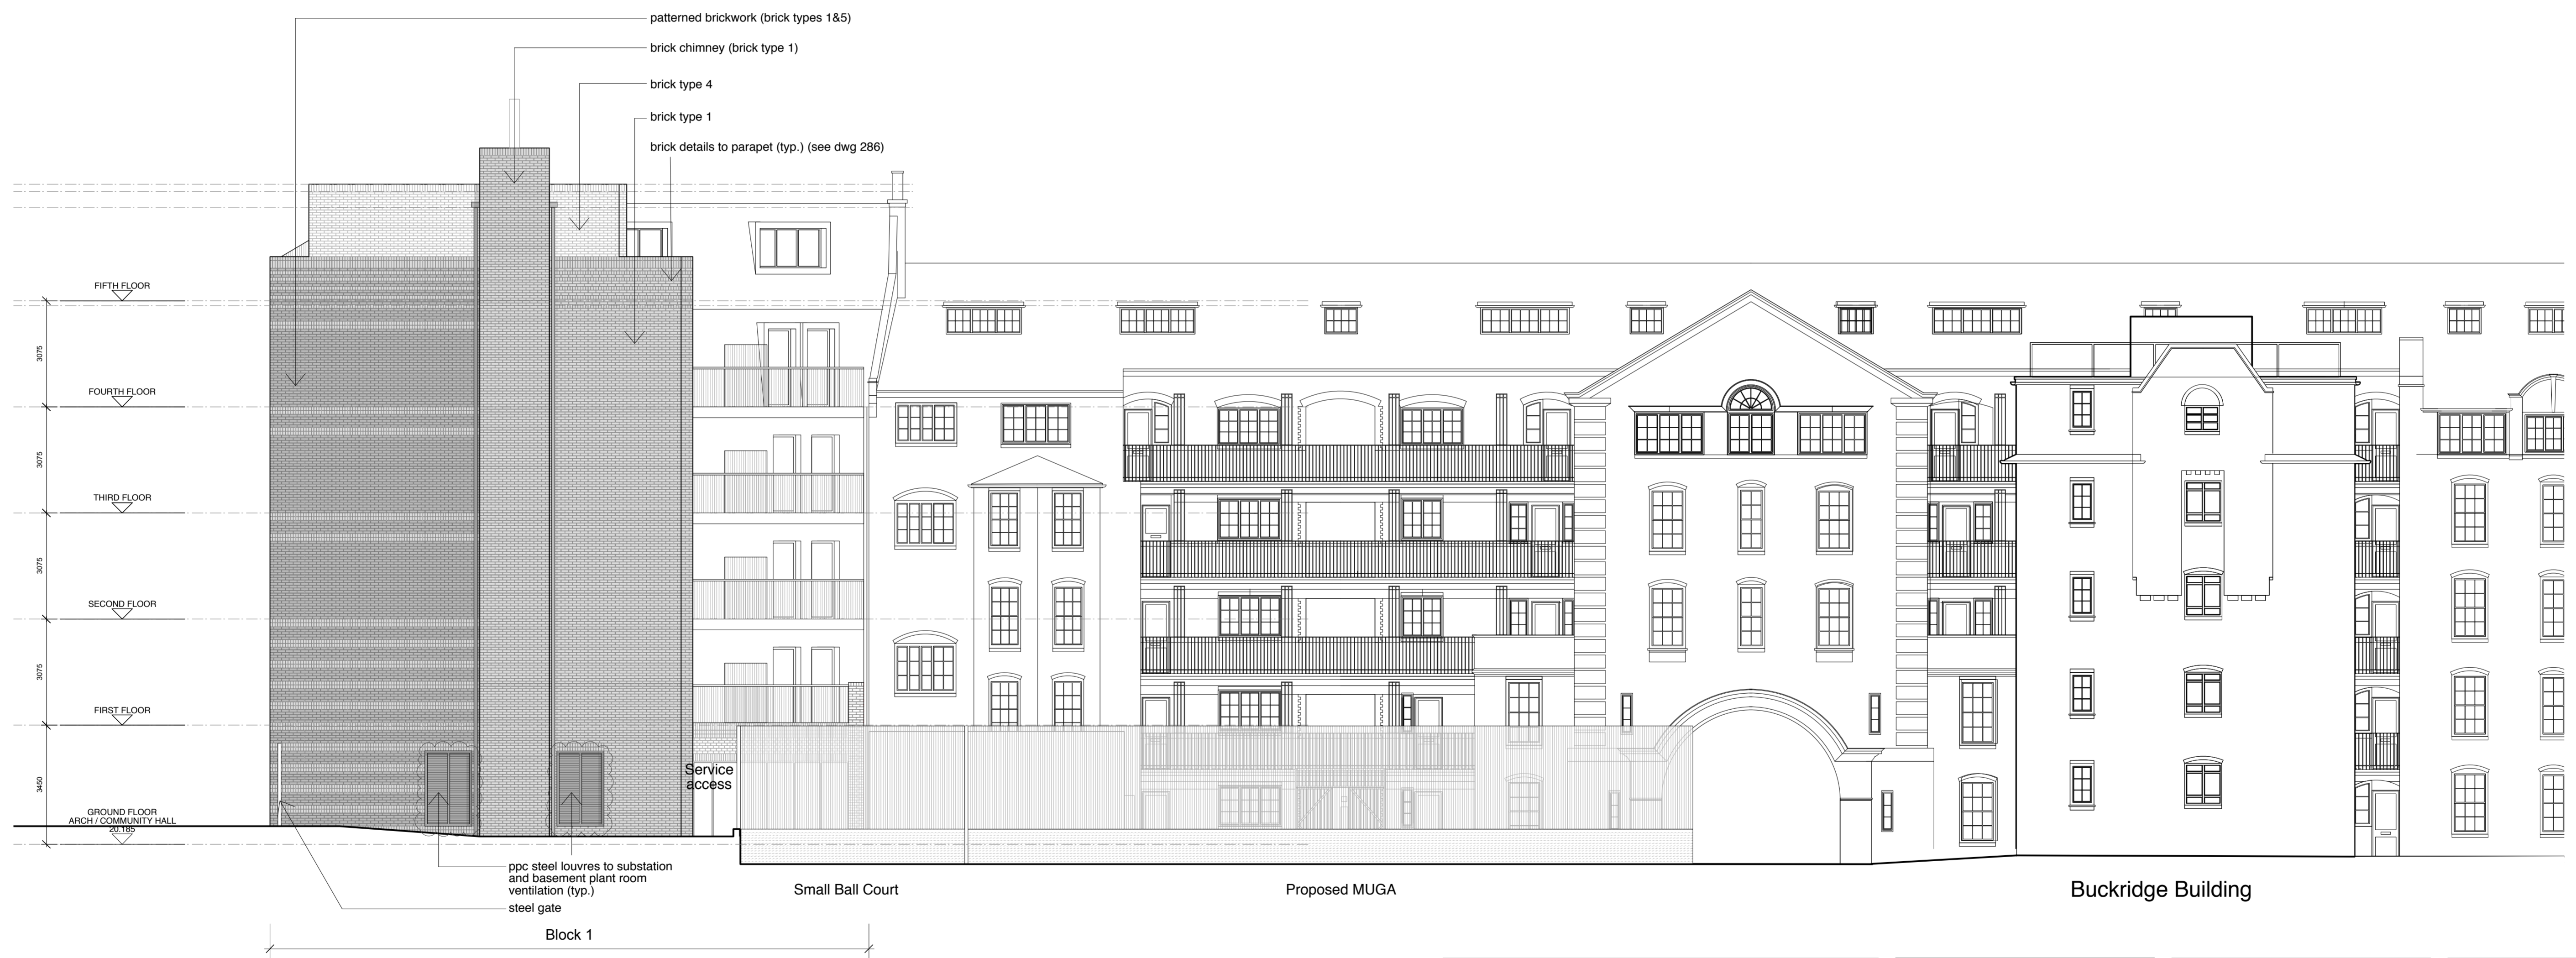 patterned brickwork (brick types 1&5)
brick chimney (brick type 1)
brick type 4
brick type 1
brick details to parapet (typ.) (see dwg 286)
FIFTH FLOOR
3075
FOURTH FLOOR
3075
THIRD FLOOR
3075
SECOND FLOOR
3075
FIRST FLOOR
3450
GROUND FLOOR
ARCH / COMMUNITY HALL
20.185
Service
access
ppc steel louvres to substation
and basement plant room
ventilation (typ.)
steel gate
Small Ball Court
Proposed MUGA
Buckridge Building
Block 1